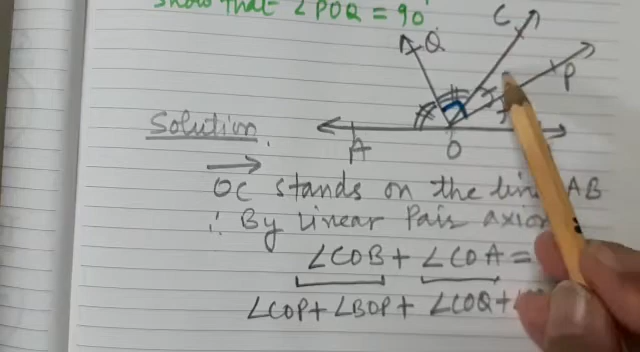 Show that ∠POQ = 90°
C
Q
P
Solution.
A
O
OC stands on the line AB
∴ By Linear Pair axiom
∠COB + ∠COA =
∠COP + ∠BOP + ∠COQ +